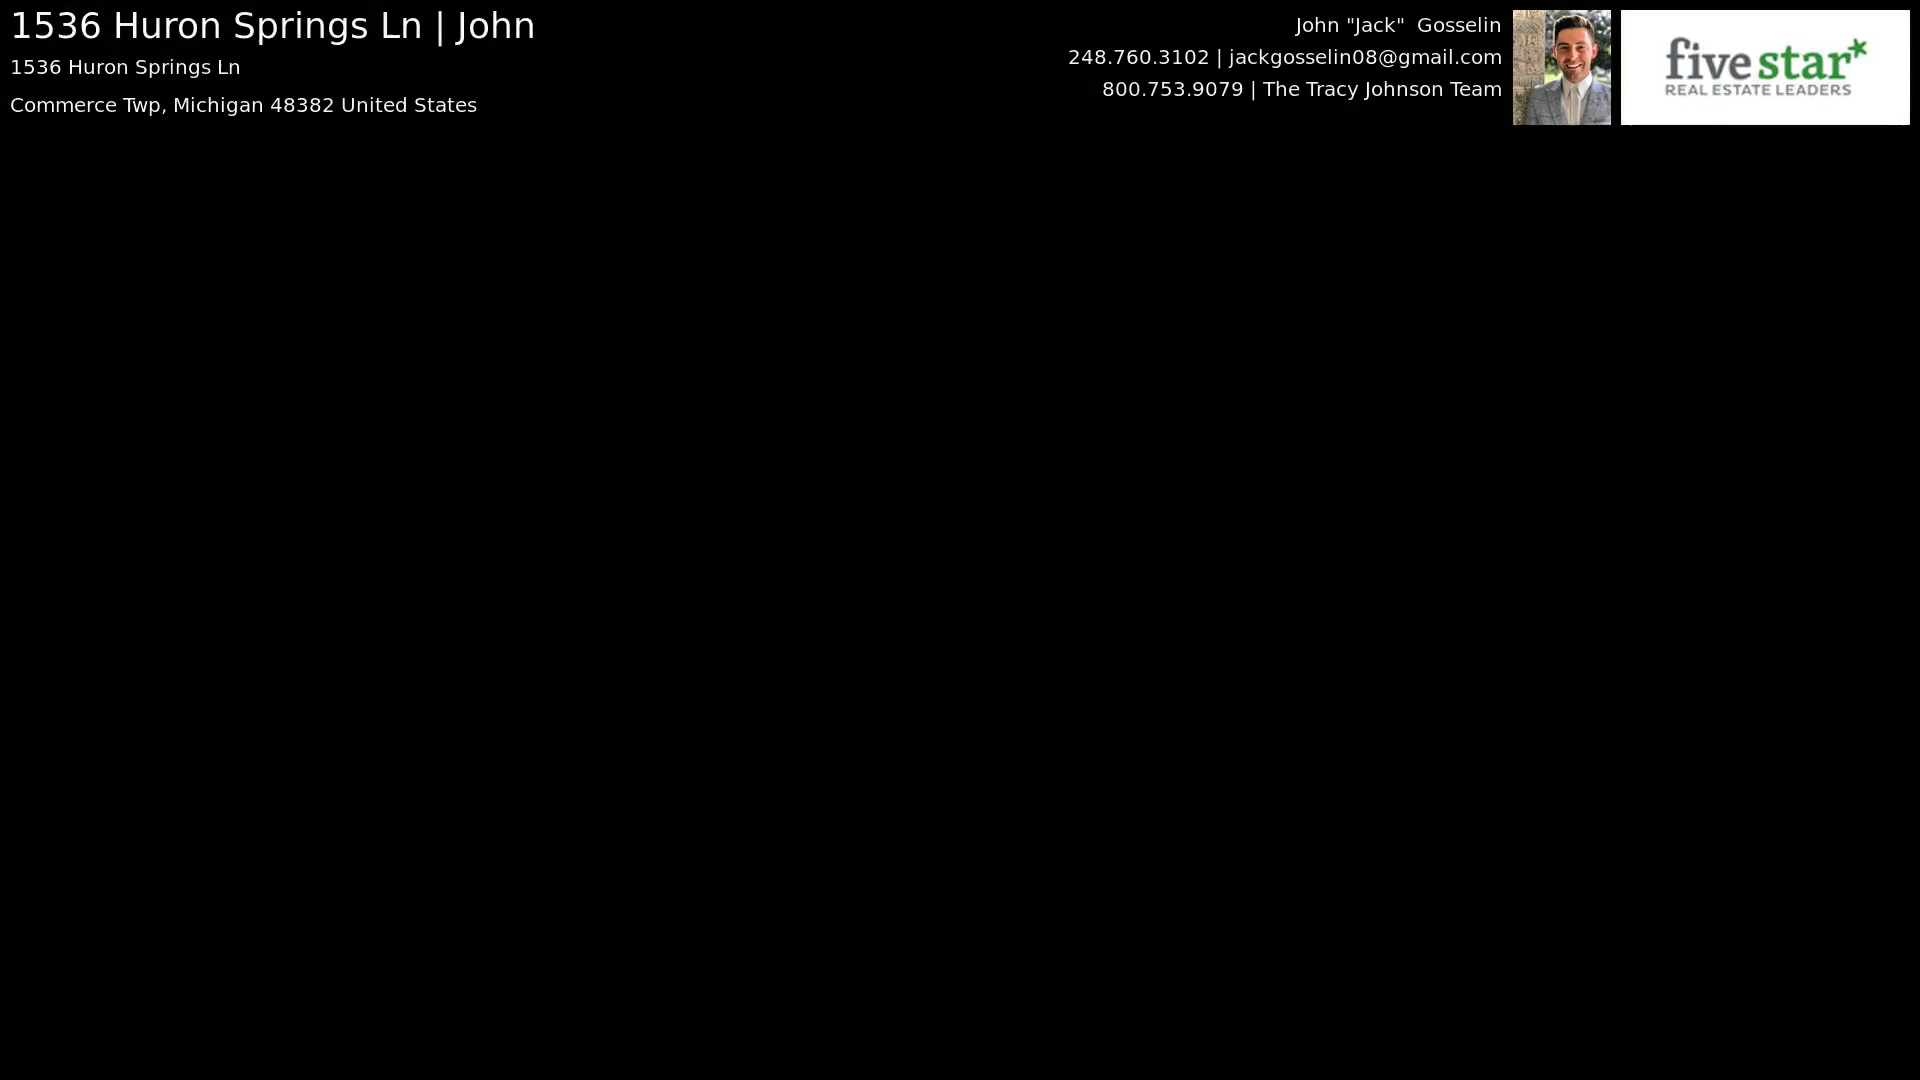 1536 Huron Springs Ln | John
1536 Huron Springs Ln
Commerce Twp, Michigan 48382 United States
John "Jack"  Gosselin
248.760.3102 | jackgosselin08@gmail.com
800.753.9079 | The Tracy Johnson Team
five star*
REAL ESTATE LEADERS